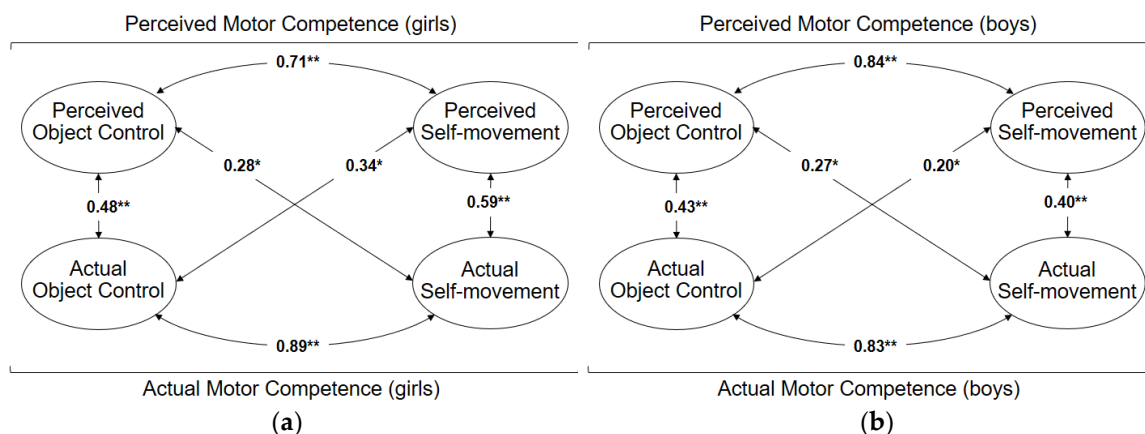 Perceived Motor Competence (girls)
0.71**
Perceived
Object Control
Perceived
Self-movement
0.28*
0.34*
0.48**
0.59**
Actual
Object Control
Actual
Self-movement
0.89**
Actual Motor Competence (girls)
(a)
Perceived Motor Competence (boys)
0.84**
Perceived
Object Control
Perceived
Self-movement
0.27*
0.20*
0.43**
0.40**
Actual
Object Control
Actual
Self-movement
0.83**
Actual Motor Competence (boys)
(b)